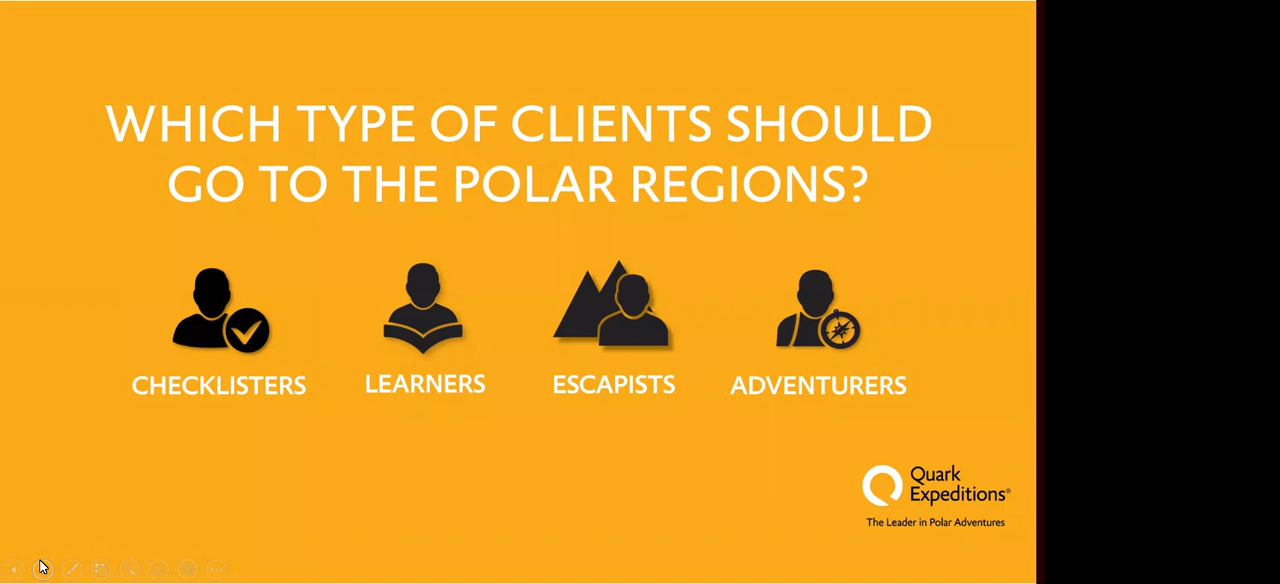 WHICH TYPE OF CLIENTS SHOULD
GO TO THE POLAR REGIONS?
CHECKLISTERS
LEARNERS
ESCAPISTS
ADVENTURERS
Quark
Expeditions®
The Leader in Polar Adventures